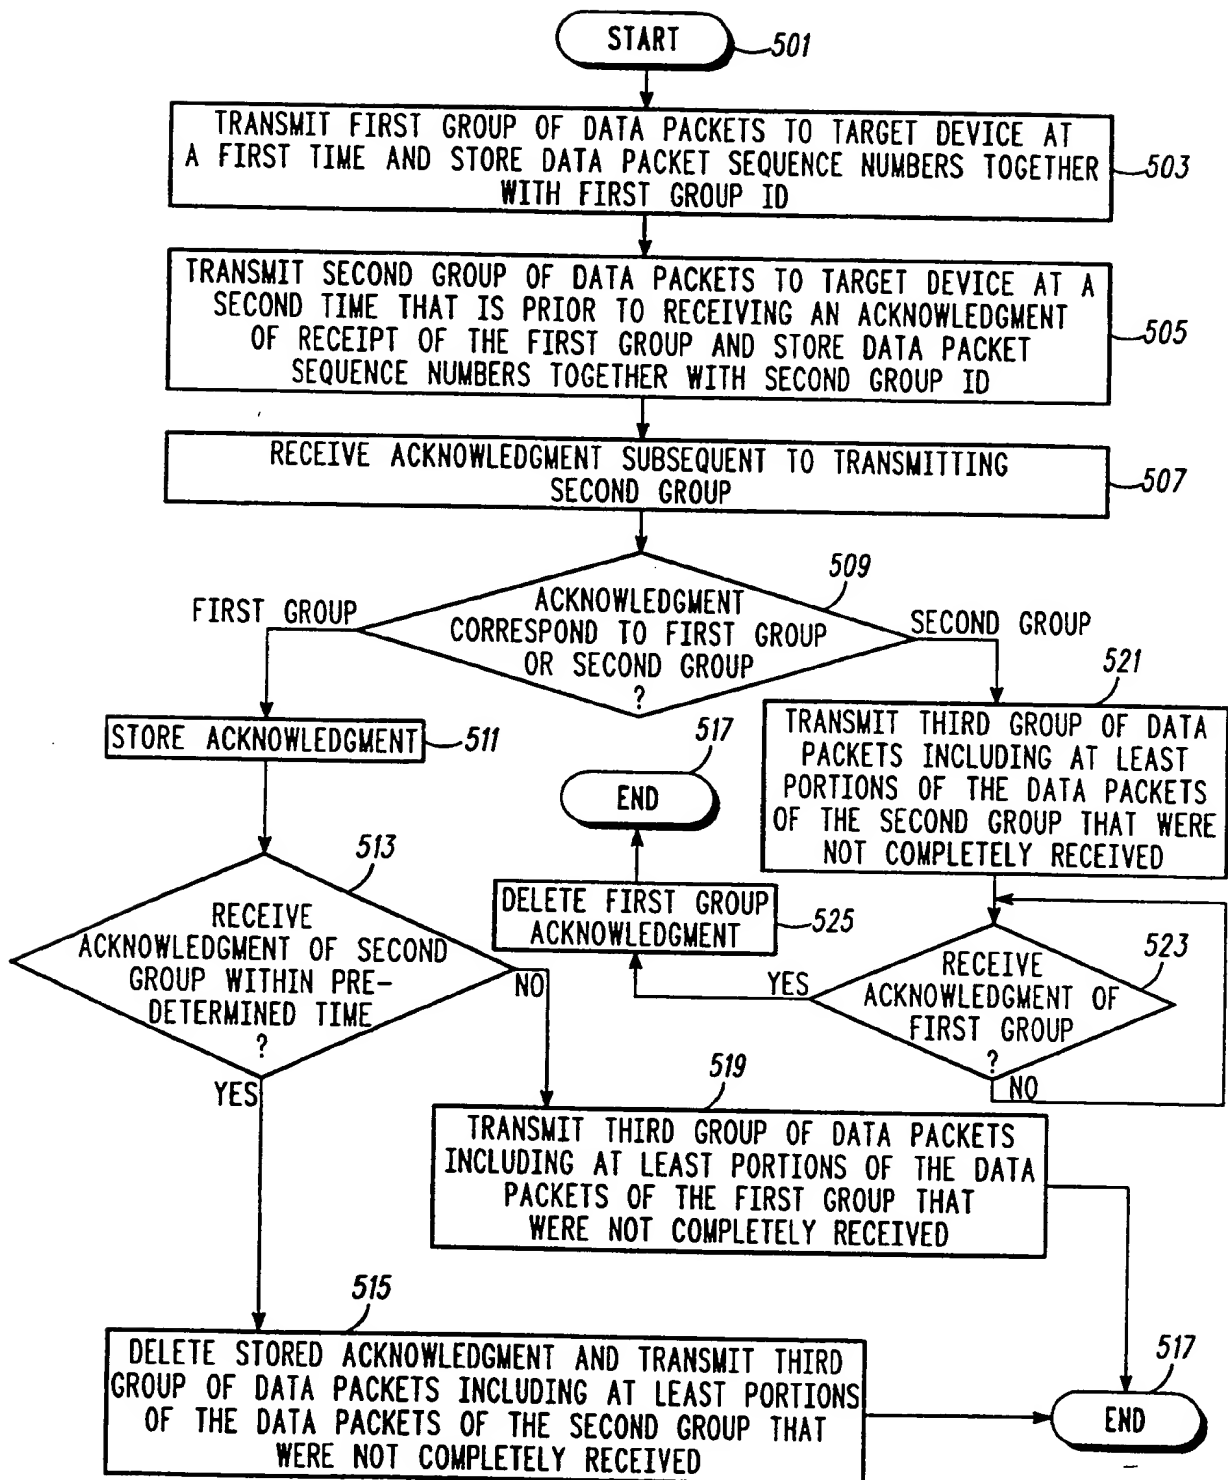 START
501
TRANSMIT FIRST GROUP OF DATA PACKETS TO TARGET DEVICE AT
A FIRST TIME AND STORE DATA PACKET SEQUENCE NUMBERS TOGETHER
WITH FIRST GROUP ID
503
TRANSMIT SECOND GROUP OF DATA PACKETS TO TARGET DEVICE AT A
SECOND TIME THAT IS PRIOR TO RECEIVING AN ACKNOWLEDGMENT
OF RECEIPT OF THE FIRST GROUP AND STORE DATA PACKET
SEQUENCE NUMBERS TOGETHER WITH SECOND GROUP ID
505
RECEIVE ACKNOWLEDGMENT SUBSEQUENT TO TRANSMITTING
SECOND GROUP
507
509
ACKNOWLEDGMENT
CORRESPOND TO FIRST GROUP
OR SECOND GROUP
?
FIRST GROUP
SECOND GROUP
STORE ACKNOWLEDGMENT
511
517
END
521
TRANSMIT THIRD GROUP OF DATA
PACKETS INCLUDING AT LEAST
PORTIONS OF THE DATA PACKETS
OF THE SECOND GROUP THAT WERE
NOT COMPLETELY RECEIVED
513
RECEIVE
ACKNOWLEDGMENT OF SECOND
GROUP WITHIN PRE-
DETERMINED TIME
?
NO
YES
DELETE FIRST GROUP
ACKNOWLEDGMENT
525
523
RECEIVE
ACKNOWLEDGMENT OF
FIRST GROUP
?
YES
NO
519
TRANSMIT THIRD GROUP OF DATA PACKETS
INCLUDING AT LEAST PORTIONS OF THE DATA
PACKETS OF THE FIRST GROUP THAT
WERE NOT COMPLETELY RECEIVED
515
DELETE STORED ACKNOWLEDGMENT AND TRANSMIT THIRD
GROUP OF DATA PACKETS INCLUDING AT LEAST PORTIONS
OF THE DATA PACKETS OF THE SECOND GROUP THAT
WERE NOT COMPLETELY RECEIVED
517
END